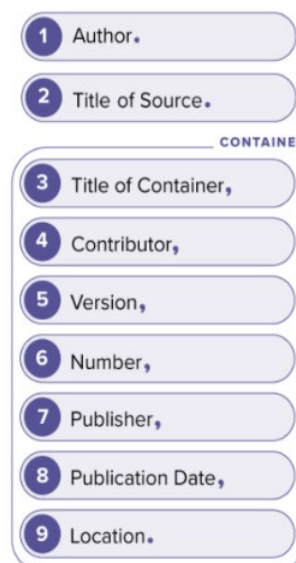 1 Author.
2 Title of Source.
CONTAINE
3 Title of Container,
4 Contributor,
5 Version,
6 Number,
7 Publisher,
8 Publication Date,
9 Location.